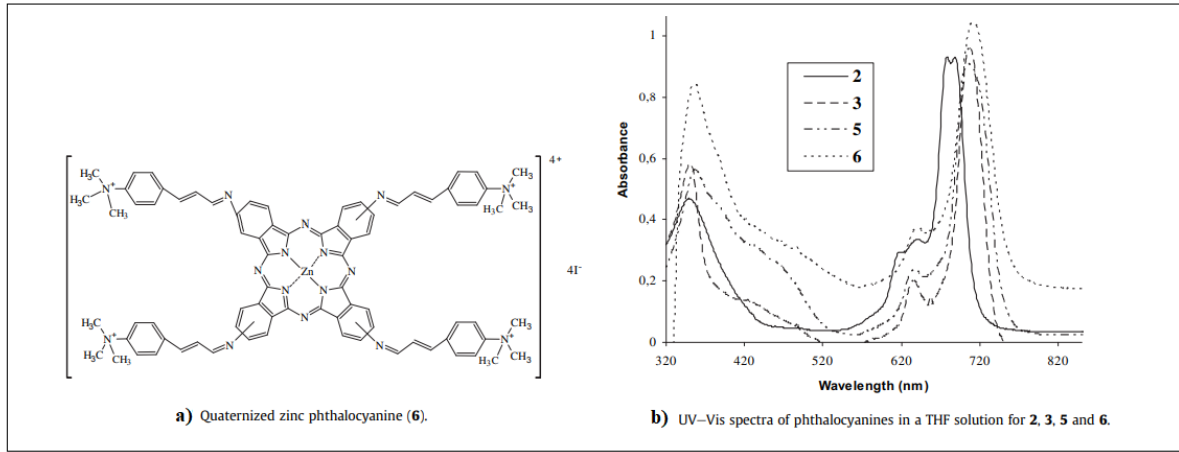 4+
H₃C
H₃C N⁺
CH₃
N
N
CH₃
N⁺ CH₃
H₃C
N
N N
N Zn N
N N
N
4I⁻
H₃C
H₃C N⁺
CH₃
N
N
CH₃
N⁺ CH₃
H₃C
a) Quaternized zinc phthalocyanine (6).
Absorbance
1
0,8
0,6
0,4
0,2
0
2
3
5
6
320 420 520 620 720 820
Wavelength (nm)
b) UV–Vis spectra of phthalocyanines in a THF solution for 2, 3, 5 and 6.